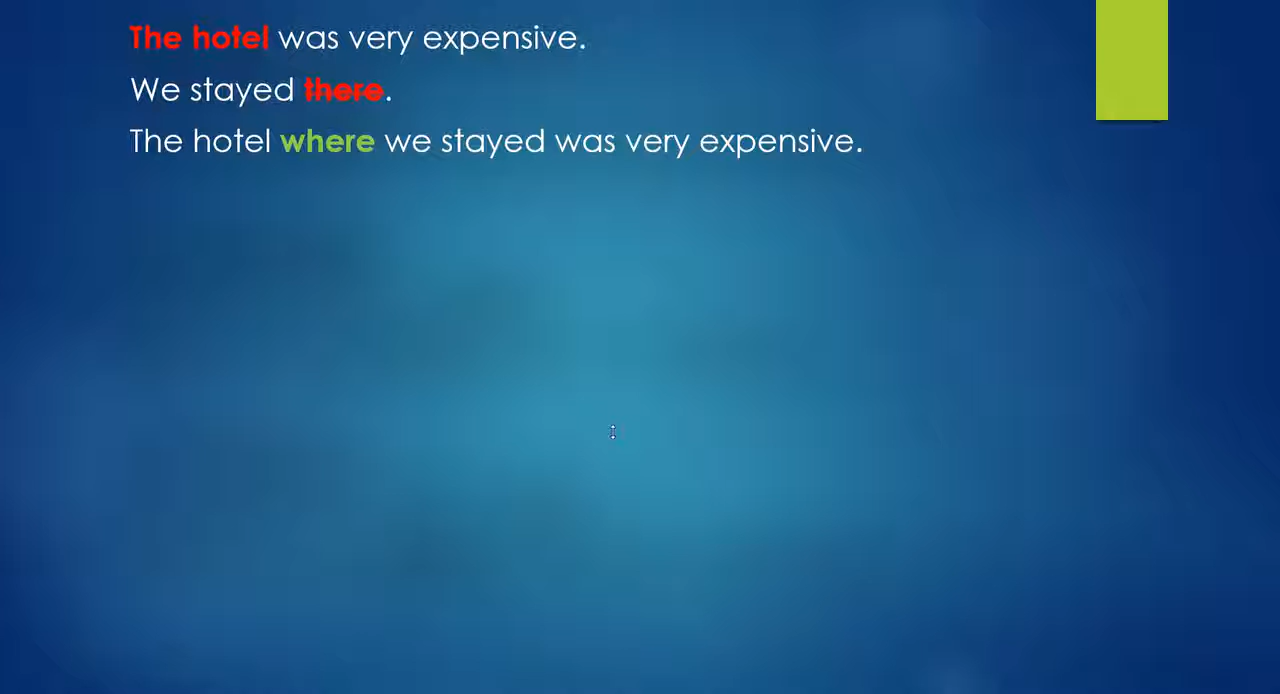 The hotel was very expensive.
We stayed there.
The hotel where we stayed was very expensive.